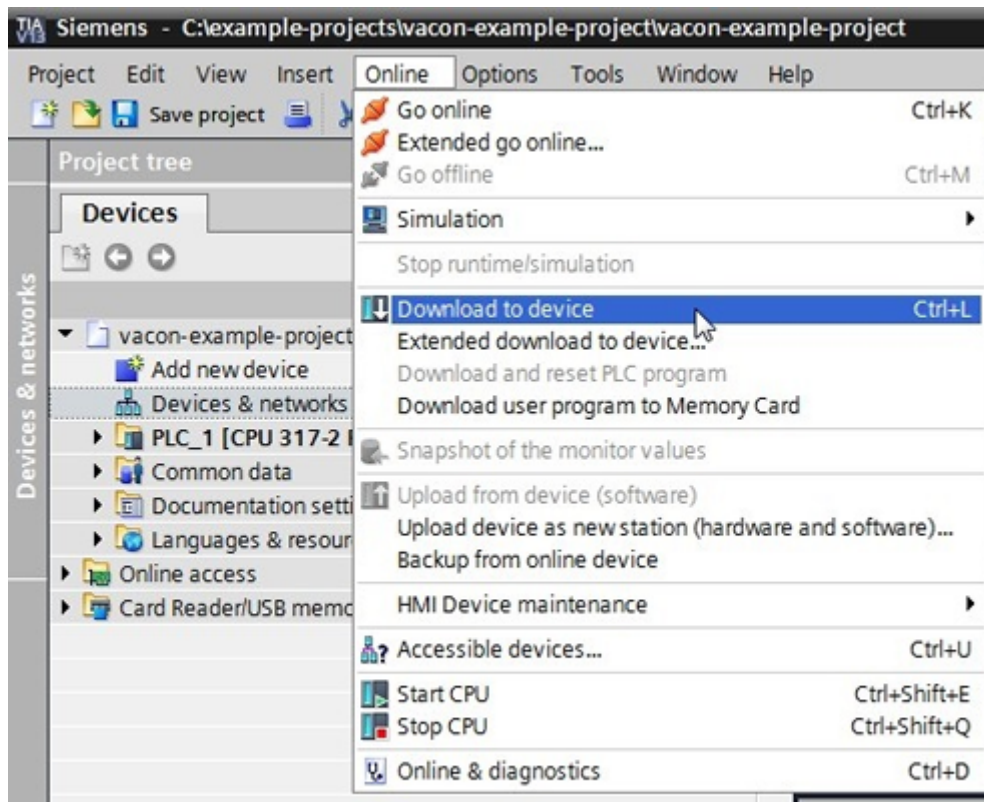 TIA V13 Siemens - C:\example-projects\vacon-example-project\vacon-example-project
Project Edit View Insert Online Options Tools Window Help
Save project
Project tree
Devices
Devices & networks
vacon-example-project
Add new device
Devices & networks
PLC_1 [CPU 317-2
Common data
Documentation setti
Languages & resour
Online access
Card Reader/USB memo
Go online Ctrl+K
Extended go online...
Go offline Ctrl+M
Simulation
Stop runtime/simulation
Download to device Ctrl+L
Extended download to device...
Download and reset PLC program
Download user program to Memory Card
Snapshot of the monitor values
Upload from device (software)
Upload device as new station (hardware and software)...
Backup from online device
HMI Device maintenance
Accessible devices... Ctrl+U
Start CPU Ctrl+Shift+E
Stop CPU Ctrl+Shift+Q
Online & diagnostics Ctrl+D